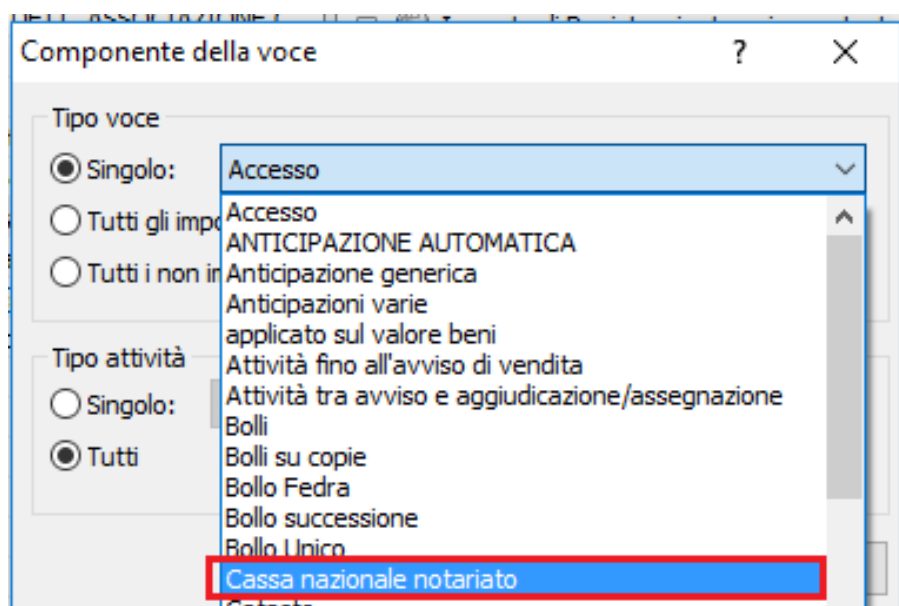 Componente della voce ? X
Tipo voce
Singolo: Accesso
Accesso
Tutti gli impo
ANTICIPAZIONE AUTOMATICA
Tutti i non in
Anticipazione generica
Anticipazioni varie
applicato sul valore beni
Tipo attività
Attività fino all'avviso di vendita
Singolo:
Attività tra avviso e aggiudicazione/assegnazione
Bolli
Tutti
Bolli su copie
Bollo Fedra
Bollo successione
Bollo Unico
Cassa nazionale notariato